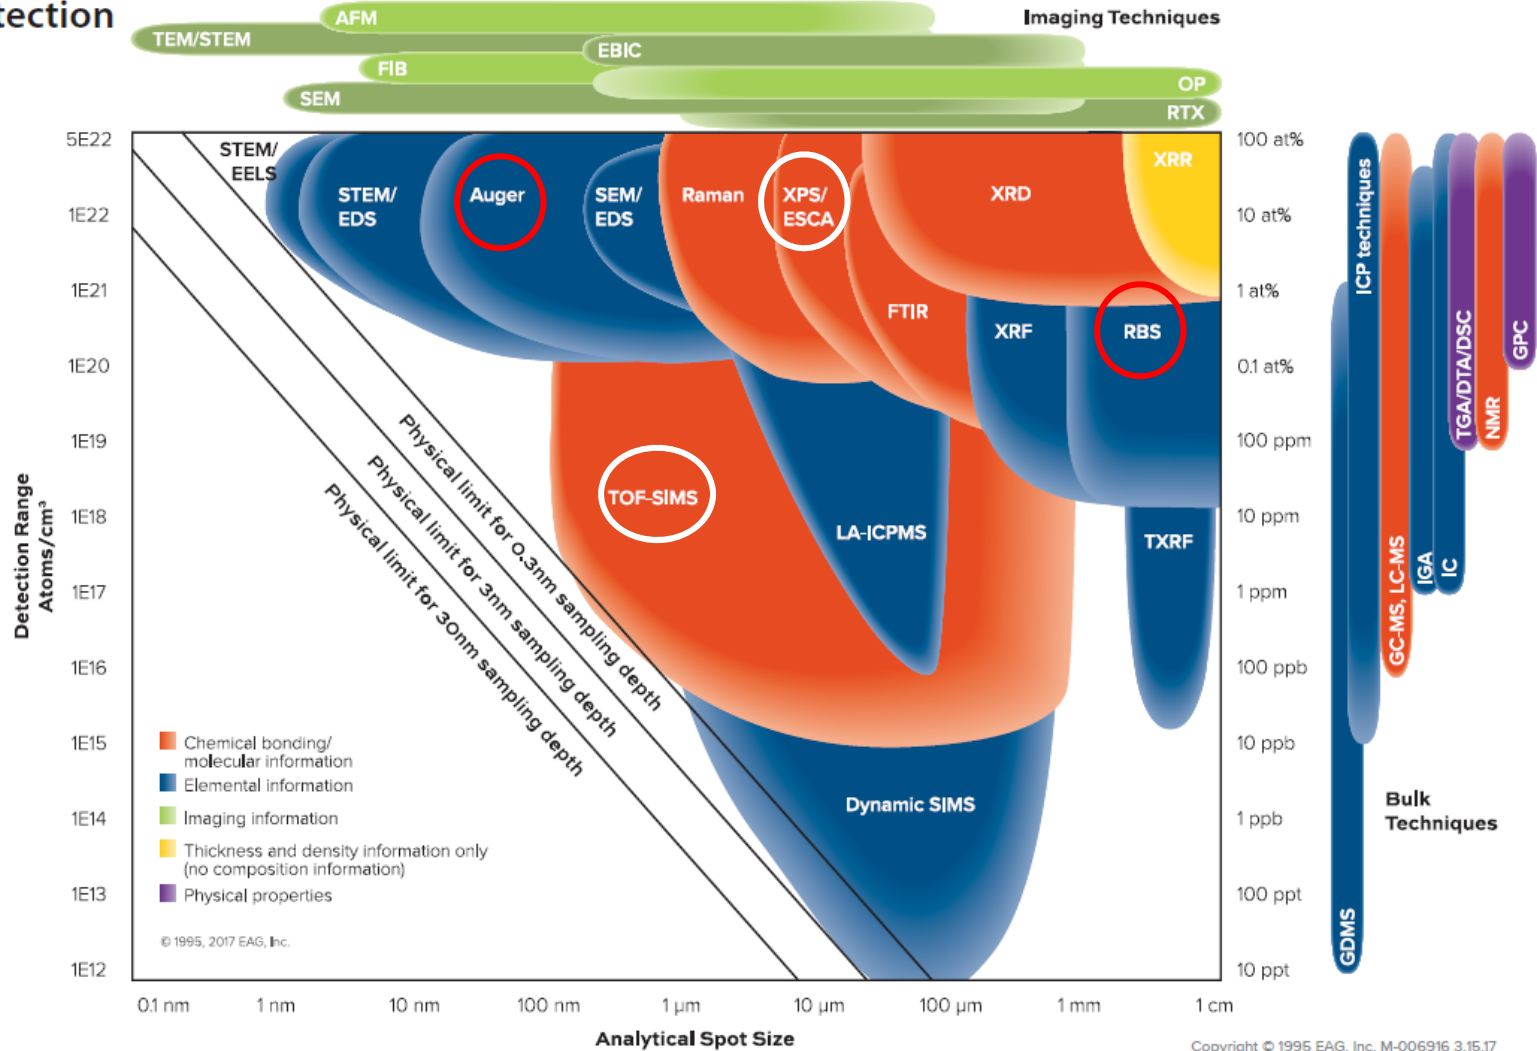 tection
AFM
Imaging Techniques
TEM/STEM
EBIC
FIB
OP
SEM
RTX
5E22
1E22
1E21
1E20
1E19
1E18
1E17
1E16
1E15
1E14
1E13
1E12
Detection Range
Atoms/cm³
STEM/
EELS
STEM/
EDS
Auger
SEM/
EDS
Raman
XPS/
ESCA
XRD
XRR
FTIR
XRF
RBS
TOF-SIMS
LA-ICPMS
TXRF
Dynamic SIMS
Physical limit for 0.3nm sampling depth
Physical limit for 3nm sampling depth
Physical limit for 30nm sampling depth
Chemical bonding/
molecular information
Elemental information
Imaging information
Thickness and density information only
(no composition information)
Physical properties
© 1995, 2017 EAG, Inc.
100 at%
10 at%
1 at%
0.1 at%
100 ppm
10 ppm
1 ppm
100 ppb
10 ppb
1 ppb
100 ppt
10 ppt
GDMS
ICP techniques
GC-MS, LC-MS
IGA
IC
TGA/DTA/DSC
NMR
GPC
Bulk
Techniques
0.1 nm
1 nm
10 nm
100 nm
1 µm
10 µm
100 µm
1 mm
1 cm
Analytical Spot Size
Copyright © 1995 EAG, Inc. M-006916 3.15.17